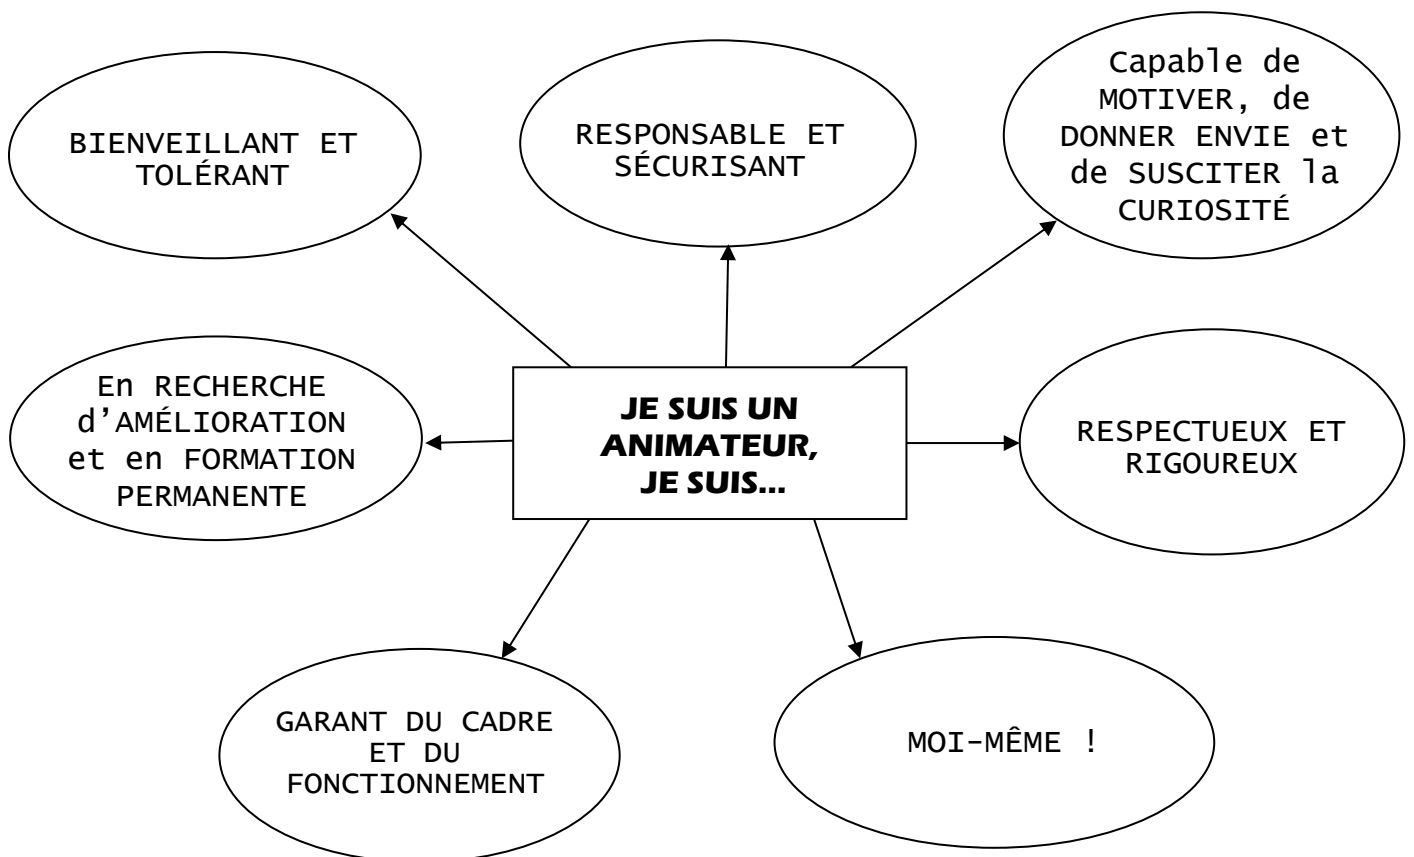 BIENVEILLANT ET
TOLÉRANT
RESPONSABLE ET
SÉCURISANT
Capable de
MOTIVER, de
DONNER ENVIE et
de SUSCITER la
CURIOSITÉ
En RECHERCHE
d’AMÉLIORATION
et en FORMATION
PERMANENTE
JE SUIS UN
ANIMATEUR,
JE SUIS…
RESPECTUEUX ET
RIGOUREUX
GARANT DU CADRE
ET DU
FONCTIONNEMENT
MOI-MÊME !